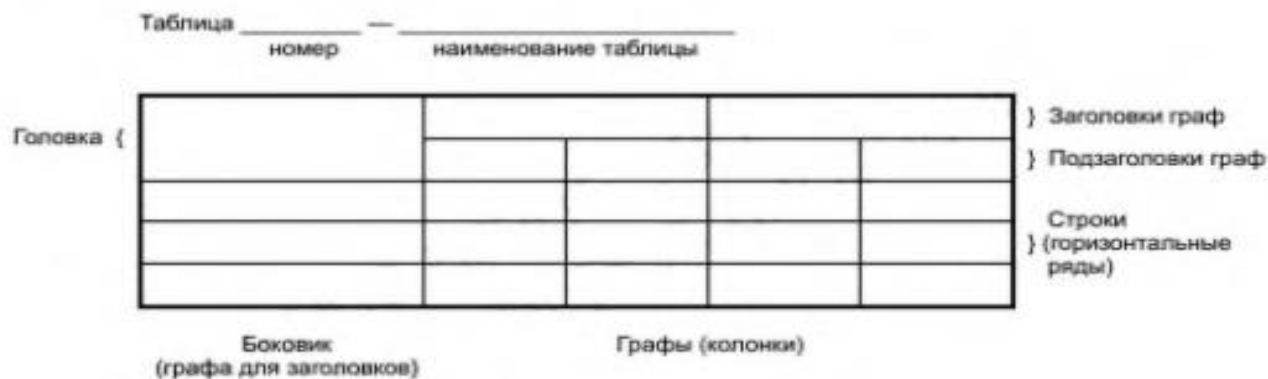 Таблица ________ — ______________________
номер наименование таблицы
Головка {
} Заголовки граф
} Подзаголовки граф
Строки
} (горизонтальные
ряды)
Боковик
(графа для заголовков)
Графы (колонки)